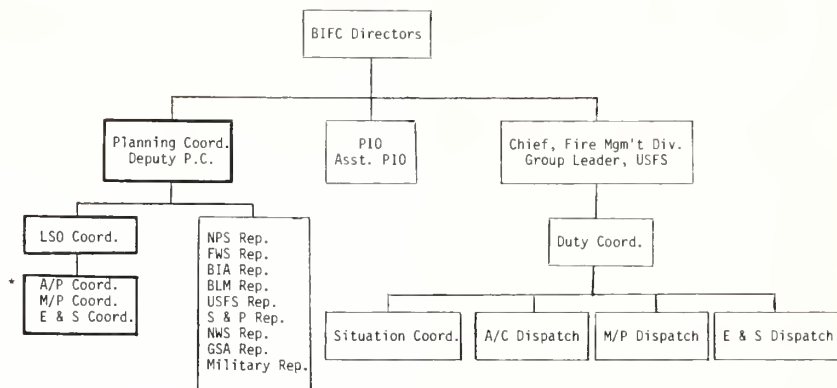 BIFC Directors
Planning Coord.
Deputy P.C.
PIO
Asst. PIO
Chief, Fire Mgm't Div.
Group Leader, USFS
LSO Coord.
NPS Rep.
FWS Rep.
BIA Rep.
BLM Rep.
USFS Rep.
S & P Rep.
NWS Rep.
GSA Rep.
Military Rep.
Duty Coord.
* A/P Coord.
M/P Coord.
E & S Coord.
Situation Coord.
A/C Dispatch
M/P Dispatch
E & S Dispatch